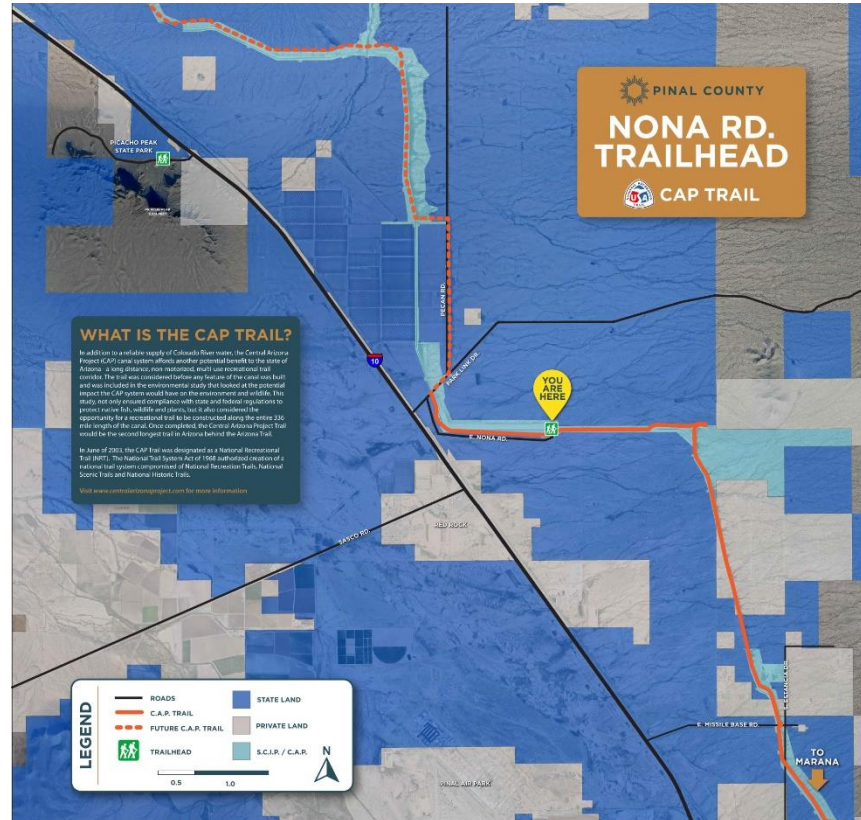 PINAL COUNTY
NONA RD.
TRAILHEAD
USA
CAP TRAIL
PICACHO PEAK
STATE PARK
PECAN RD.
PARK LINK DR.
10
YOU
ARE
HERE
E. NONA RD.
WHAT IS THE CAP TRAIL?
In addition to a reliable supply of Colorado River water, the Central Arizona
Project (CAP) canal system affords another potential benefit to the state of
Arizona - a long distance, non-motorized, multi-use recreational trail
corridor. The trail was considered before any feature of the canal was built
and was included in the environmental study that looked at the potential
impact the CAP system would have on the environment and wildlife. This
study, not only ensured compliance with state and federal regulations to
protect native fish, wildlife and plants, but it also considered the
opportunity for a recreational trail to be constructed along the entire 336
mile length of the canal. Once completed, the Central Arizona Project Trail
would be the second longest trail in Arizona behind the Arizona Trail.
In June of 2003, the CAP Trail was designated as a National Recreational
Trail (NRT). The National Trail System Act of 1968 authorized creation of a
national trail system compromised of National Recreation Trails, National
Scenic Trails and National Historic Trails.
Visit www.centralarizonaproject.com for more information
SASCO RD.
RED ROCK
E. MISSILE BASE RD.
TO
MARANA
PINAL AIR PARK
LEGEND
ROADS
C.A.P. TRAIL
FUTURE C.A.P. TRAIL
TRAILHEAD
STATE LAND
PRIVATE LAND
S.C.I.P. / C.A.P.
0.5
1.0
N